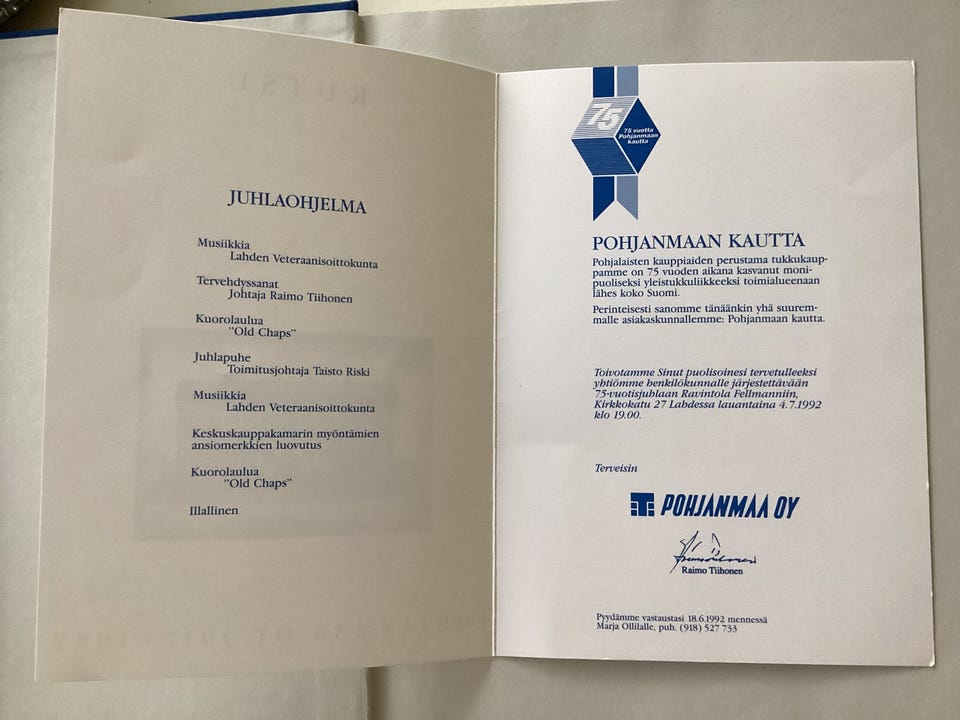 JUHLAOHJELMA
Musiikkia
Lahden Veteraanisoittokunta
Tervehdyssanat
Johtaja Raimo Tiihonen
Kuorolaulua
"Old Chaps"
Juhlapuhe
Toimitusjohtaja Taisto Riski
Musiikkia
Lahden Veteraanisoittokunta
Keskuskauppakamarin myöntämien
ansiomerkkien luovutus
Kuorolaulua
"Old Chaps"
Illallinen
75
75 vuotta
Pohjanmaan
kautta
POHJANMAAN KAUTTA
Pohjalaisten kauppiaiden perustama tukkukaup-
pamme on 75 vuoden aikana kasvanut moni-
puoliseksi yleistukkuliikkeeksi toimialueenaan
lähes koko Suomi.
Perinteisesti sanomme tänäänkin yhä suurem-
malle asiakaskunnallemme: Pohjanmaan kautta.
Toivotamme Sinut puolisoinesi tervetulleeksi
yhtiömme henkilökunnalle järjestettävään
75-vuotisjuhlaan Ravintola Fellmanniin,
Kirkkokatu 27 Lahdessa lauantaina 4.7.1992
klo 19.00.
Terveisin
POHJANMAA OY
Raimo Tiihonen
Pyydämme vastaustasi 18.6.1992 mennessä
Marja Ollilalle, puh. (918) 527 733